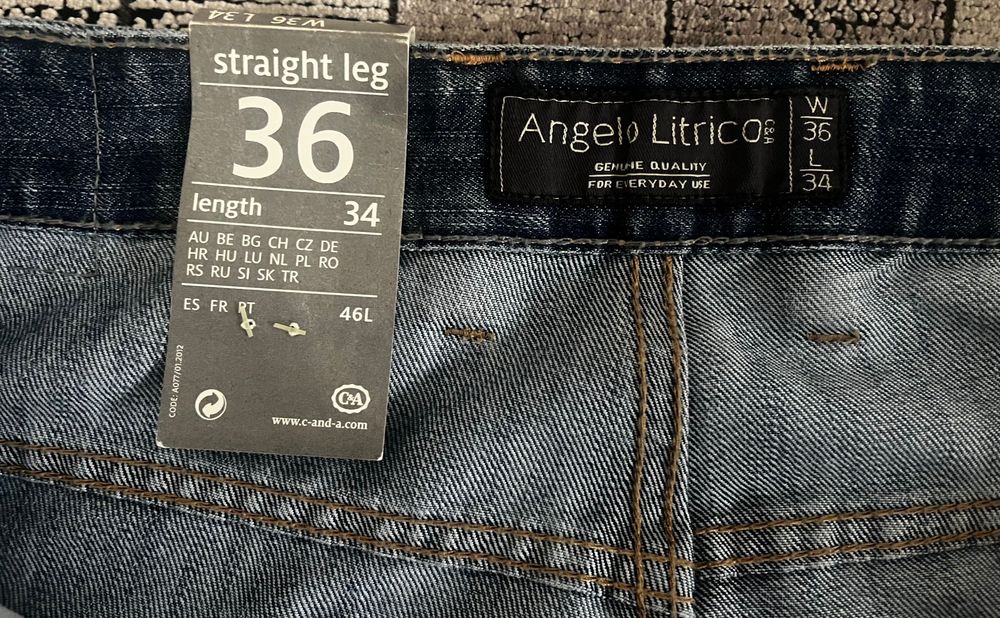 W36 L34
straight leg
36
length 34
AU BE BG CH CZ DE
HR HU LU NL PL RO
RS RU SI SK TR
ES FR PT 46L
CODE: A077/01.2012
C&A
www.c-and-a.com
Angelo Litrico
C&A
GENUINE QUALITY
FOR EVERYDAY USE
W
36
L
34